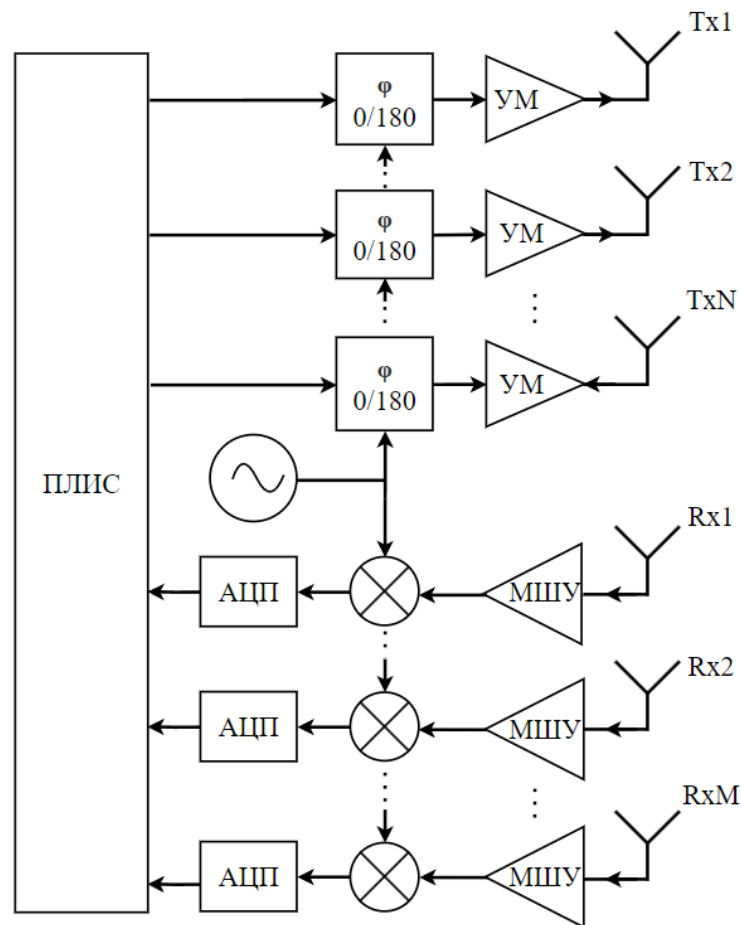 Tx1
φ
0/180
УМ
Tx2
φ
0/180
УМ
TxN
φ
0/180
УМ
ПЛИС
Rx1
АЦП
МШУ
Rx2
АЦП
МШУ
RxM
АЦП
МШУ